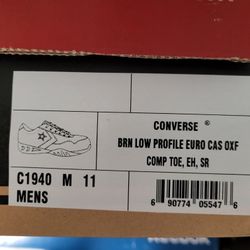 CONVERSE®
BRN LOW PROFILE EURO CAS OXF
COMP TOE, EH, SR
C1940 M 11
MENS
6 90774 05547 6